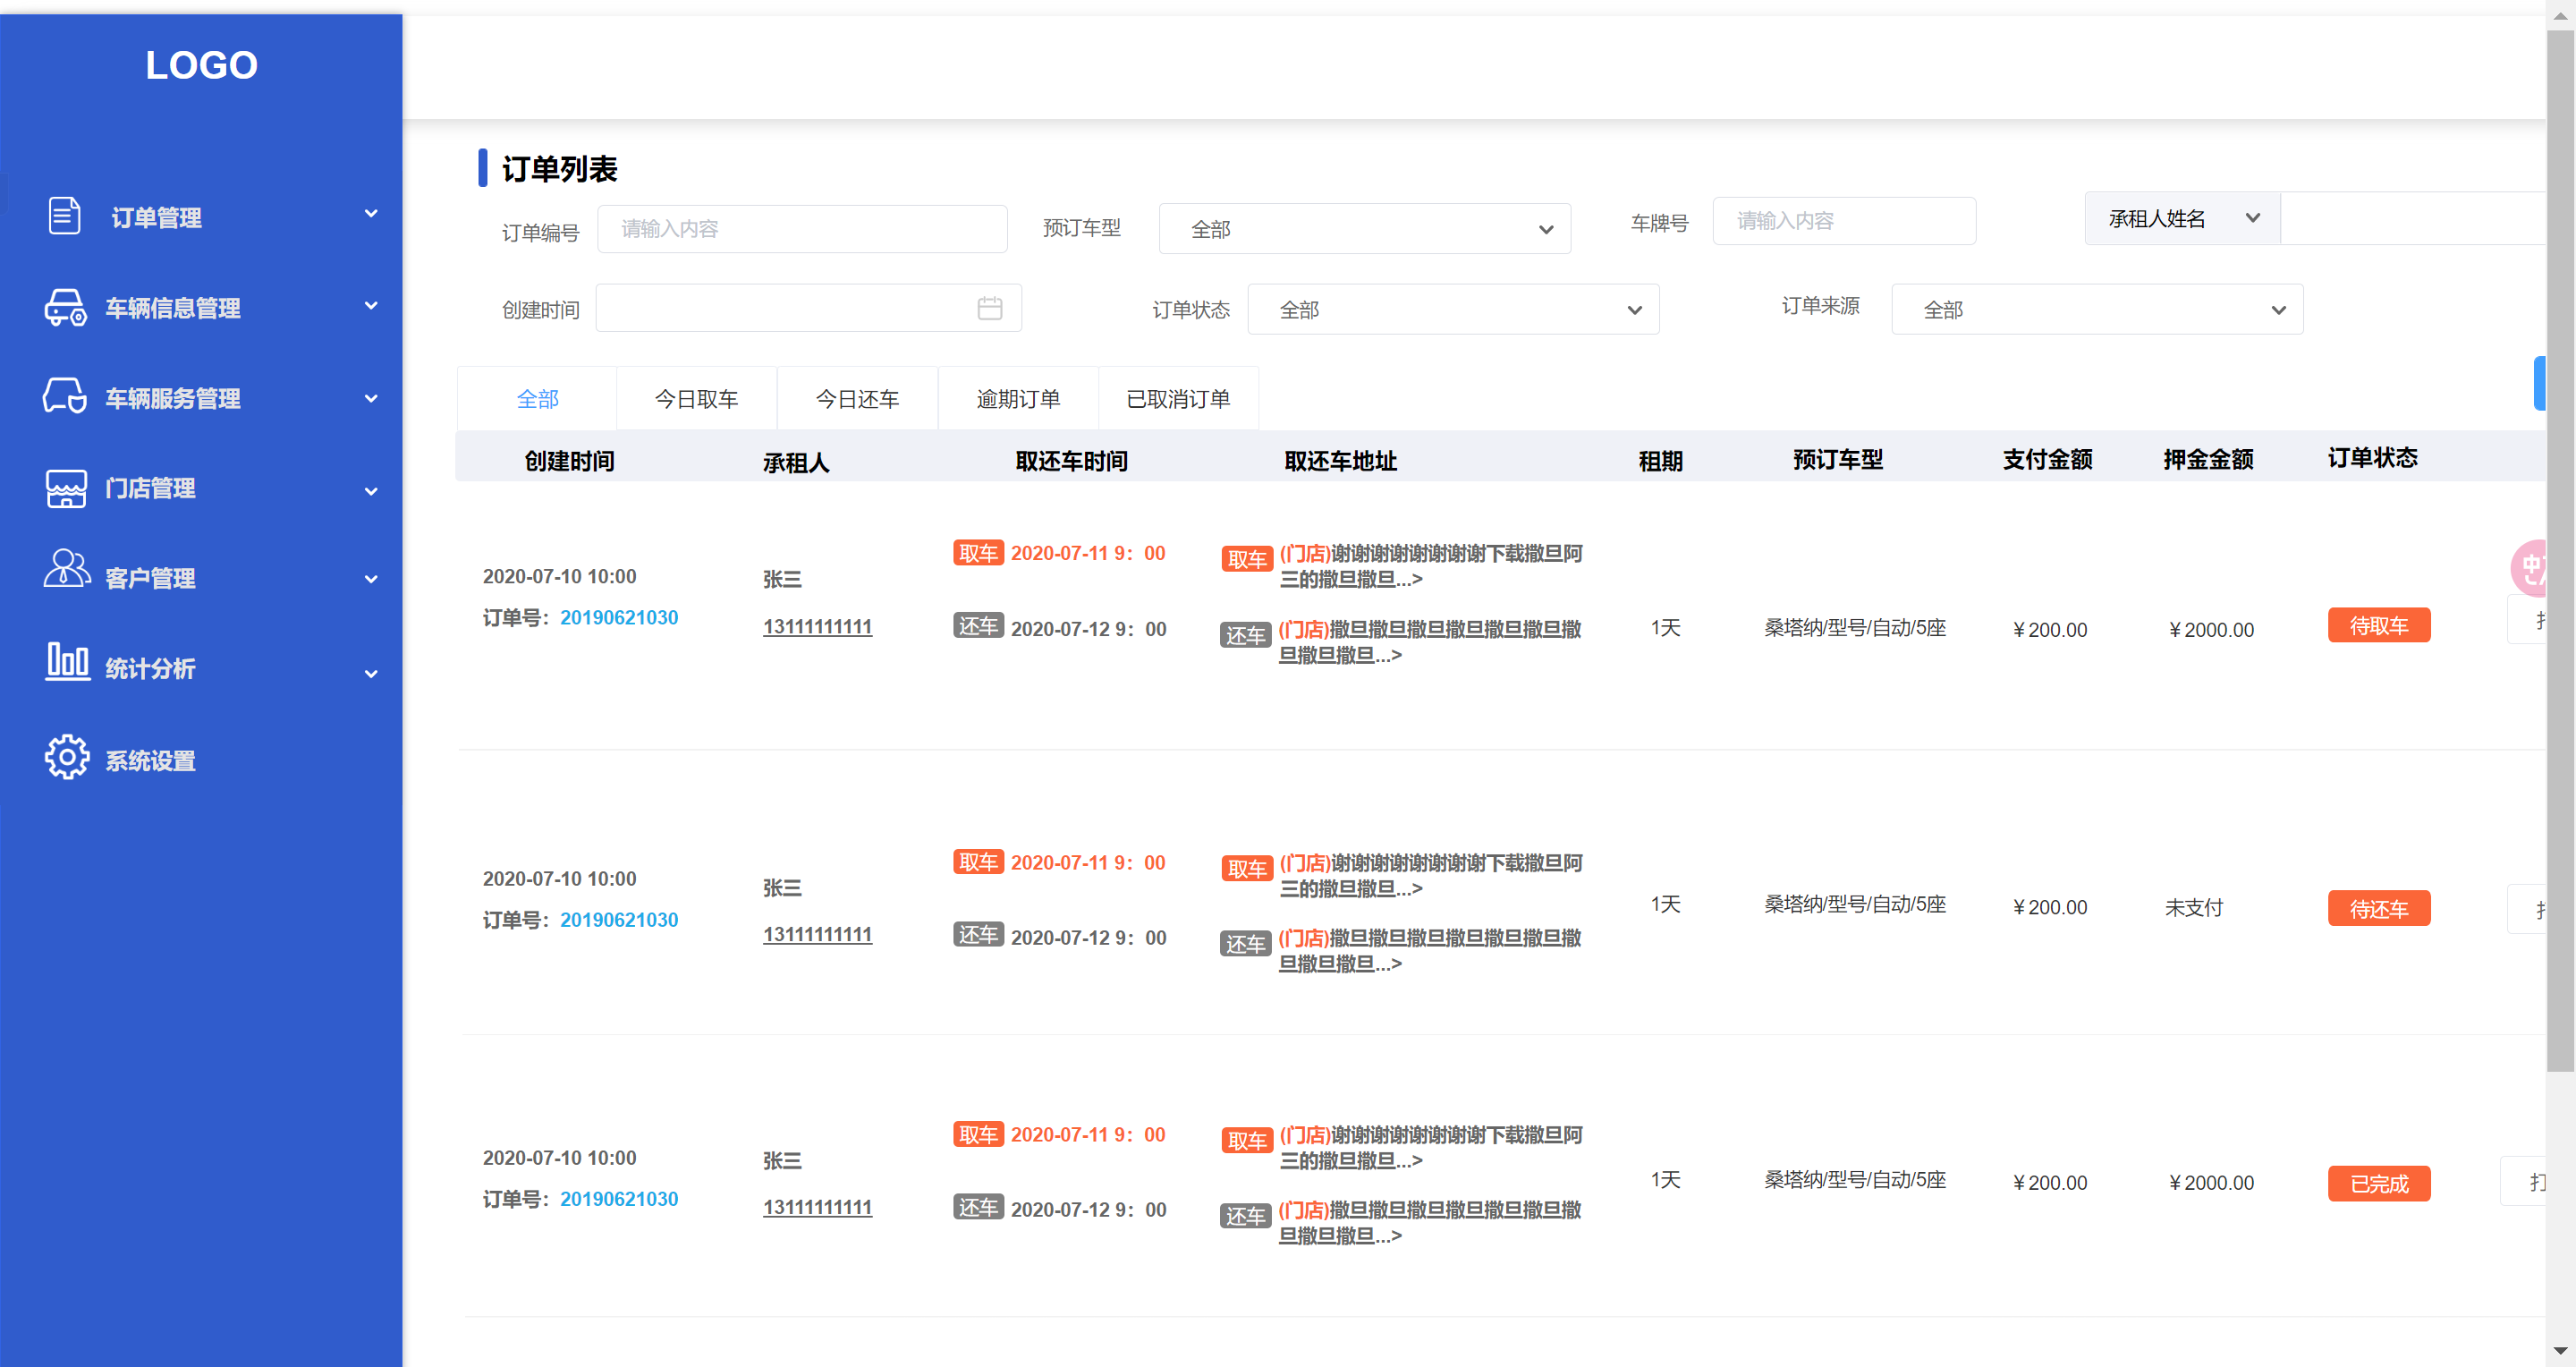 LOGO
订单管理
车辆信息管理
车辆服务管理
门店管理
客户管理
统计分析
系统设置
订单列表
订单编号 请输入内容 预订车型 全部 车牌号 请输入内容 承租人姓名
创建时间 订单状态 全部 订单来源 全部
全部 今日取车 今日还车 逾期订单 已取消订单
创建时间 承租人 取还车时间 取还车地址 租期 预订车型 支付金额 押金金额 订单状态
2020-07-10 10:00
订单号：20190621030
张三
13111111111
取车 2020-07-11 9：00
还车 2020-07-12 9：00
取车 (门店)谢谢谢谢谢谢谢谢下载撒旦阿
三的撒旦撒旦...>
还车 (门店)撒旦撒旦撒旦撒旦撒旦撒旦撒
旦撒旦撒旦...>
1天
桑塔纳/型号/自动/5座
￥200.00
￥2000.00
待取车
2020-07-10 10:00
订单号：20190621030
张三
13111111111
取车 2020-07-11 9：00
还车 2020-07-12 9：00
取车 (门店)谢谢谢谢谢谢谢谢下载撒旦阿
三的撒旦撒旦...>
还车 (门店)撒旦撒旦撒旦撒旦撒旦撒旦撒
旦撒旦撒旦...>
1天
桑塔纳/型号/自动/5座
￥200.00
未支付
待还车
2020-07-10 10:00
订单号：20190621030
张三
13111111111
取车 2020-07-11 9：00
还车 2020-07-12 9：00
取车 (门店)谢谢谢谢谢谢谢谢下载撒旦阿
三的撒旦撒旦...>
还车 (门店)撒旦撒旦撒旦撒旦撒旦撒旦撒
旦撒旦撒旦...>
1天
桑塔纳/型号/自动/5座
￥200.00
￥2000.00
已完成